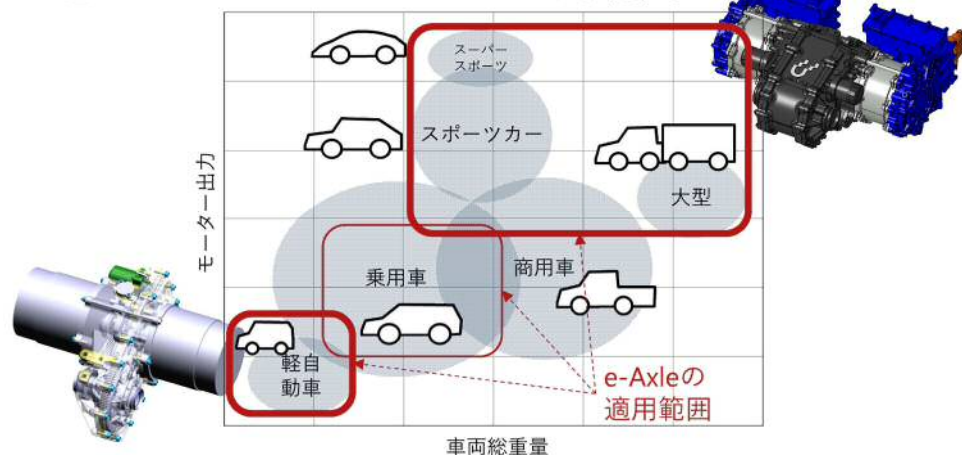 スーパー
スポーツ
スポーツカー
大型
モーター出力
乗用車
商用車
軽自
動車
e-Axleの
適用範囲
車両総重量